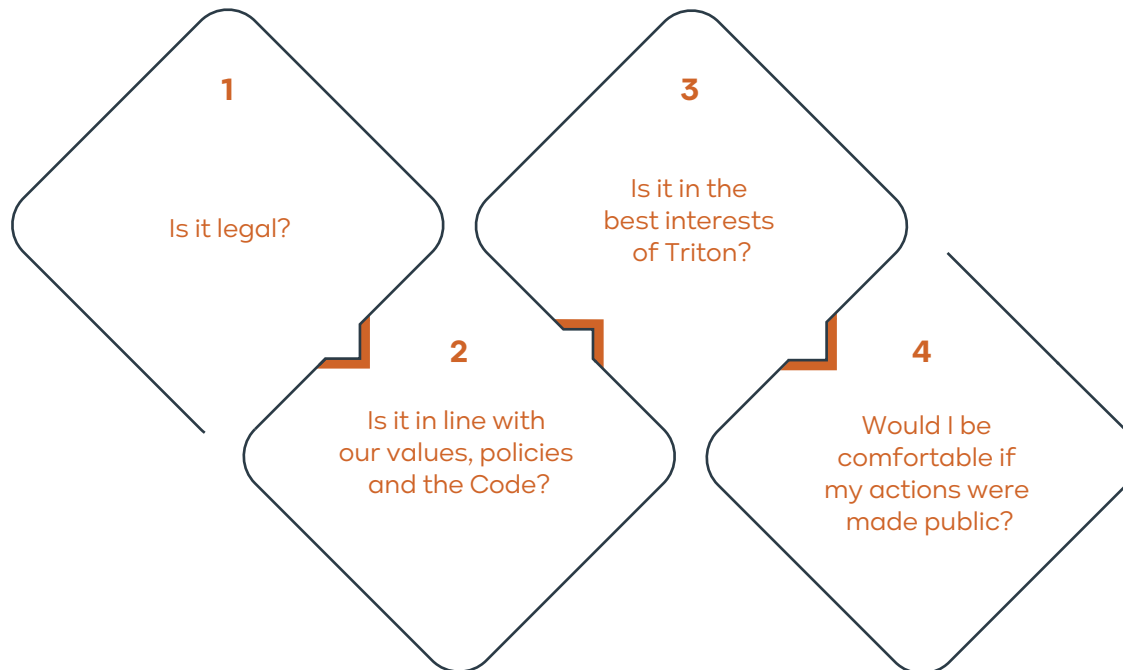 1
Is it legal?
2
Is it in line with
our values, policies
and the Code?
3
Is it in the
best interests
of Triton?
4
Would I be
comfortable if
my actions were
made public?